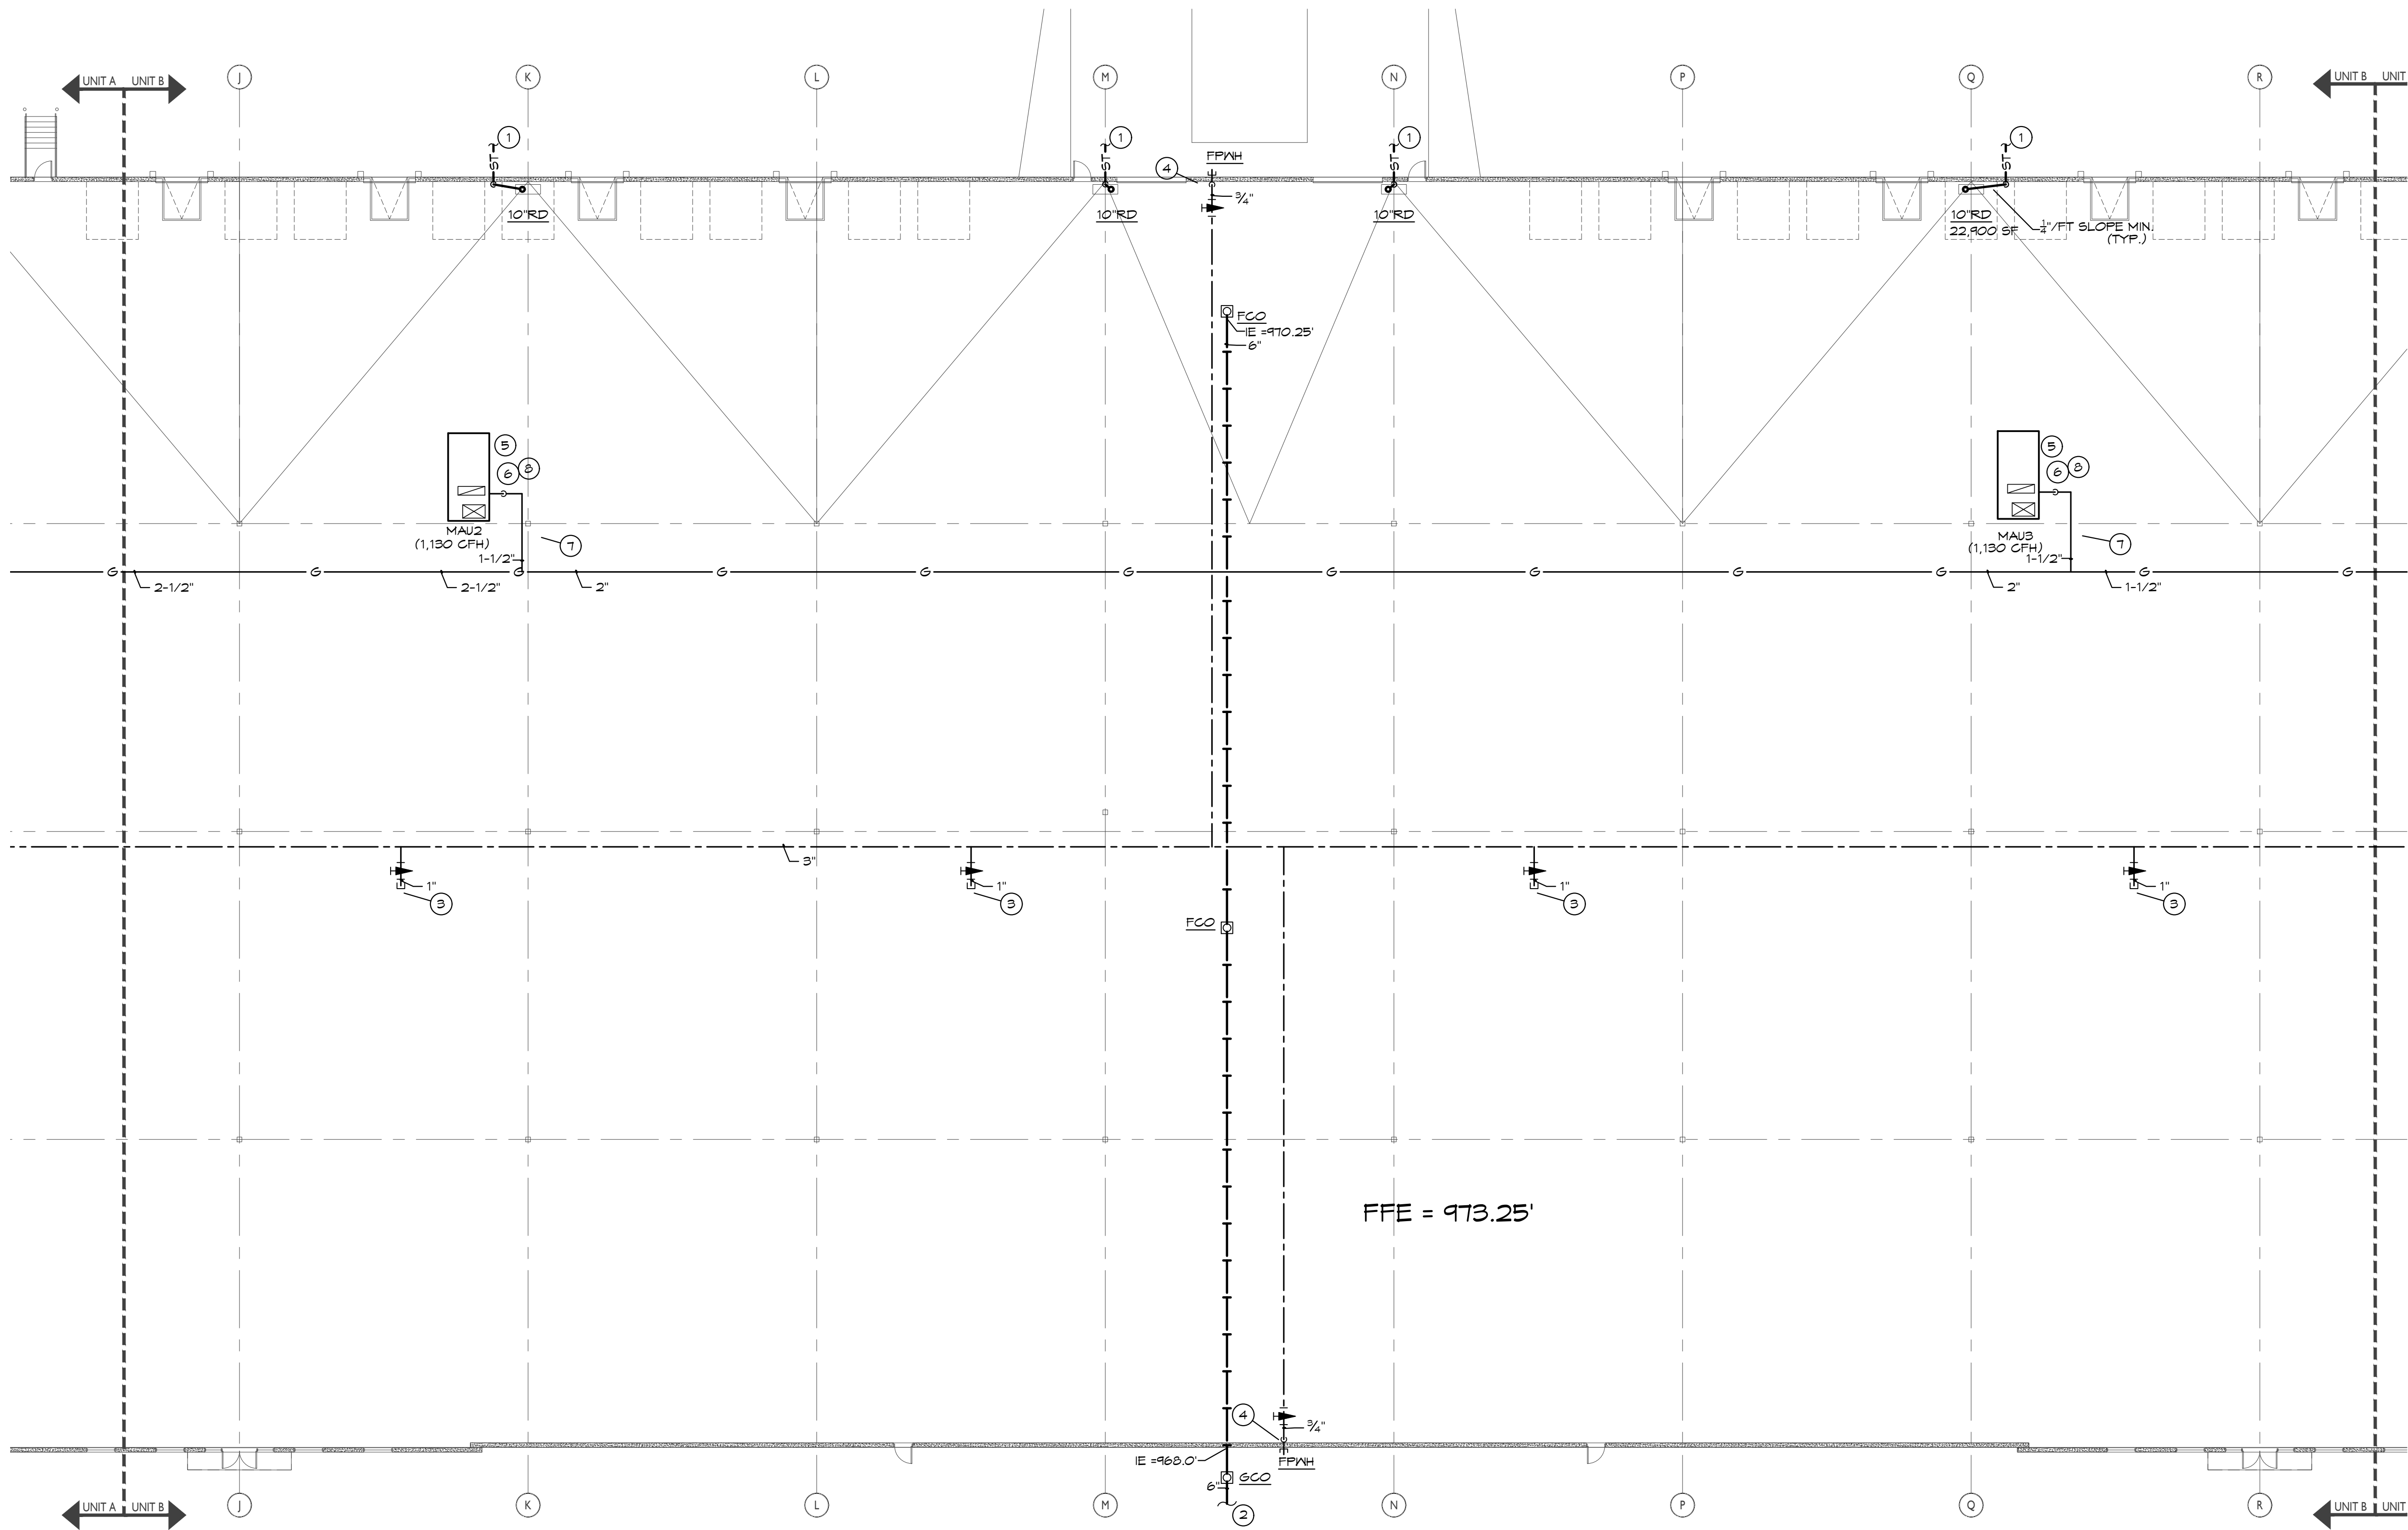 UNIT A UNIT B
J
K
L
M
N
P
Q
R
UNIT B UNIT
1
1
1
1
ST
ST
ST
ST
4
FPWH
3/4"
10"RD
10"RD
10"RD
10"RD
22,900 SF
1/4"/FT SLOPE MIN.
(TYP.)
FCO
IE =970.25'
6"
5
6
8
MAU2
(1,130 CFH)
1-1/2"
7
5
6
8
MAU3
(1,130 CFH)
1-1/2"
7
G
G
G
G
G
G
G
G
G
G
G
G
2-1/2"
2-1/2"
2"
2"
1-1/2"
3"
1"
3
1"
3
1"
3
1"
3
FCO
FFE = 973.25'
4
3/4"
IE =968.0'
FPWH
GCO
6"
2
UNIT A UNIT B
J
K
L
M
N
P
Q
R
UNIT B UNIT